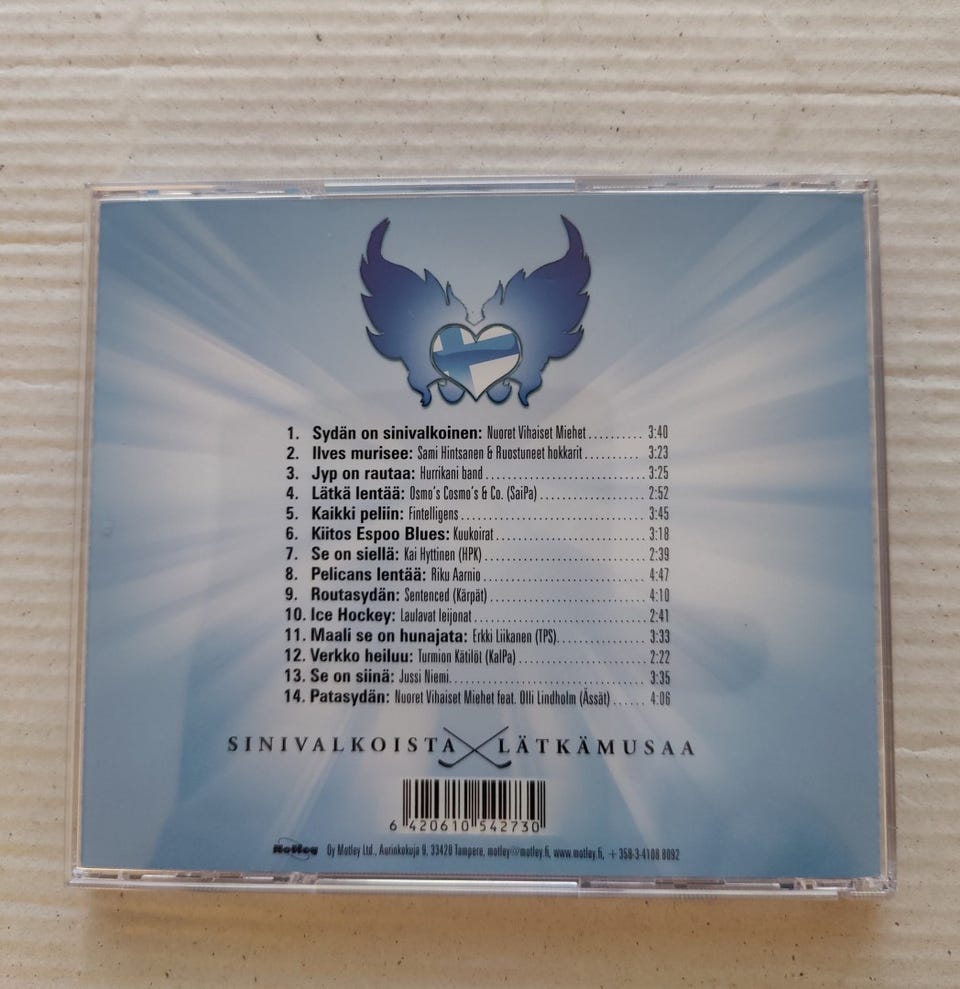 1. Sydän on sinivalkoinen: Nuoret Vihaiset Miehet .......... 3:40
2. Ilves murisee: Sami Hintsanen & Ruostuneet hokkarit .......... 3:23
3. Jyp on rautaa: Hurrikani band .......... 3:25
4. Lätkä lentää: Osmo's Cosmo's & Co. (SaiPa) .......... 2:52
5. Kaikki peliin: Fintelligens .......... 3:45
6. Kiitos Espoo Blues: Kuukoirat .......... 3:18
7. Se on siellä: Kai Hyttinen (HPK) .......... 2:39
8. Pelicans lentää: Riku Aarnio .......... 4:47
9. Routasydän: Sentenced (Kärpät) .......... 4:10
10. Ice Hockey: Laulavat leijonat .......... 2:41
11. Maali se on hunajata: Erkki Liikanen (TPS) .......... 3:33
12. Verkko heiluu: Turmion Kätilöt (KalPa) .......... 2:22
13. Se on siinä: Jussi Niemi .......... 3:35
14. Patasydän: Nuoret Vihaiset Miehet feat. Olli Lindholm (Ässät) ...... 4:06
SINIVALKOISTA LÄTKÄMUSAA
6 420610 542730
Motley Oy Motley Ltd., Aurinkokuja 9, 33420 Tampere, motley@motley.fi, www.motley.fi, +358-3-4108 8092